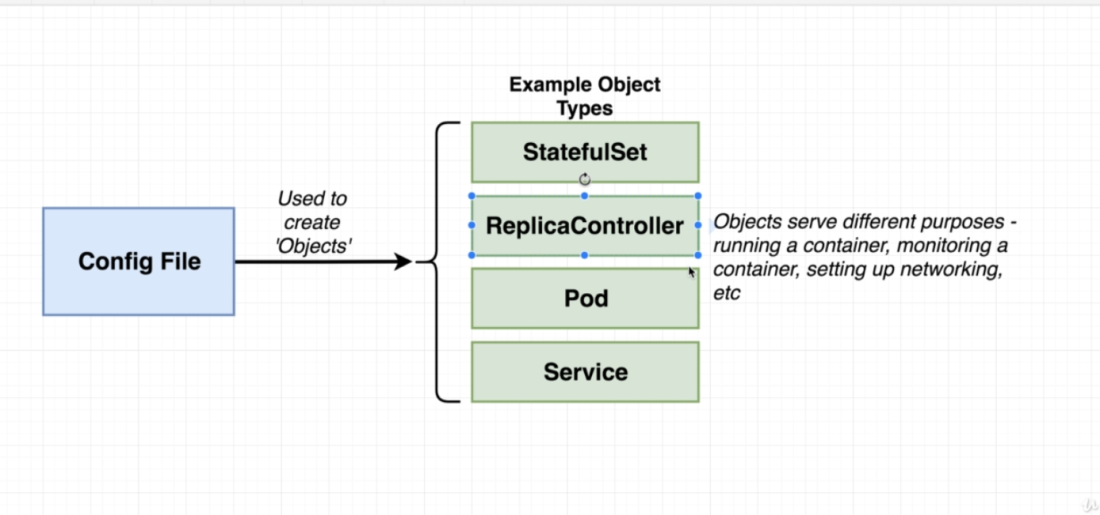 Example Object
Types
StatefulSet
Used to
create
'Objects'
ReplicaController
Objects serve different purposes -
running a container, monitoring a
container, setting up networking,
etc
Config File
Pod
Service